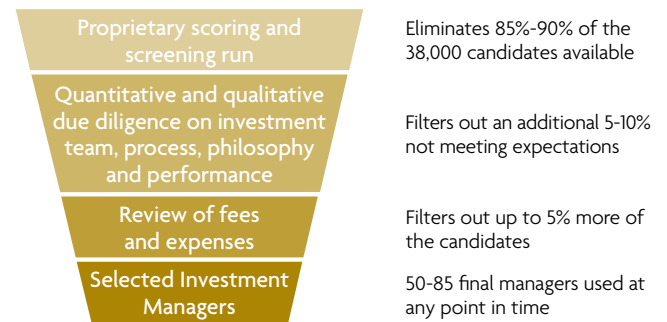 Proprietary scoring and
screening run
Eliminates 85%-90% of the
38,000 candidates available
Quantitative and qualitative
due diligence on investment
team, process, philosophy
and performance
Filters out an additional 5-10%
not meeting expectations
Review of fees
and expenses
Filters out up to 5% more of
the candidates
Selected Investment
Managers
50-85 final managers used at
any point in time